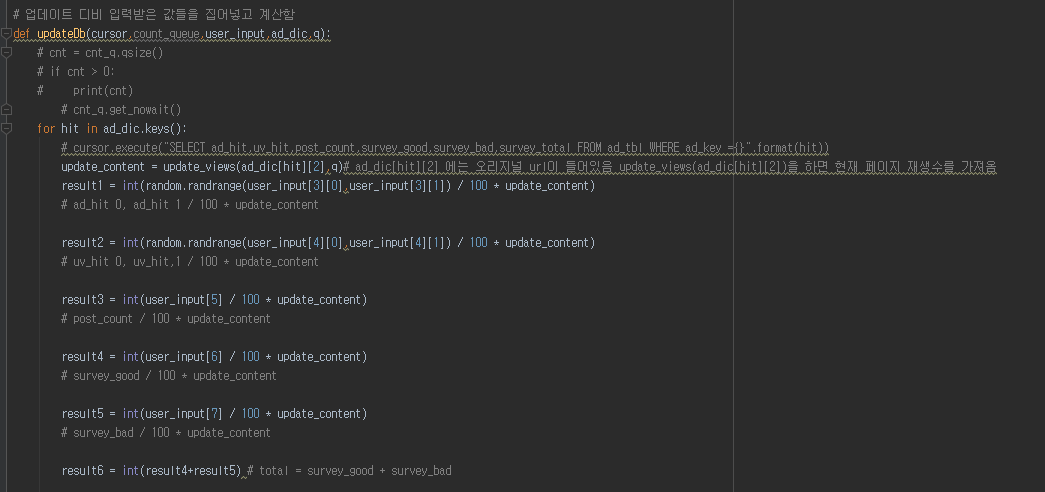 # 업데이트 디비 입력받은 값들을 집어넣고 계산함
def updateDb(cursor,count_queue,user_input,ad_dic,q):
# cnt = cnt_q.qsize()
# if cnt > 0:
#     print(cnt)
# cnt_q.get_nowait()
for hit in ad_dic.keys():
# cursor.execute("SELECT ad_hit,uv_hit,post_count,survey_good,survey_bad,survey_total FROM ad_tbl WHERE ad_key ={}".format(hit))
update_content = update_views(ad_dic[hit][2],q)# ad_dic[hit][2] 에는 오리지널 url이 들어있음 update_views(ad_dic[hit][2])을 하면 현재 페이지 재생수를 가져옴
result1 = int(random.randrange(user_input[3][0],user_input[3][1]) / 100 * update_content)
# ad_hit 0, ad_hit 1 / 100 * update_content
result2 = int(random.randrange(user_input[4][0],user_input[4][1]) / 100 * update_content)
# uv_hit 0, uv_hit,1 / 100 * update_content
result3 = int(user_input[5] / 100 * update_content)
# post_count / 100 * update_content
result4 = int(user_input[6] / 100 * update_content)
# survey_good / 100 * update_content
result5 = int(user_input[7] / 100 * update_content)
# survey_bad / 100 * update_content
result6 = int(result4+result5) # total = survey_good + survey_bad